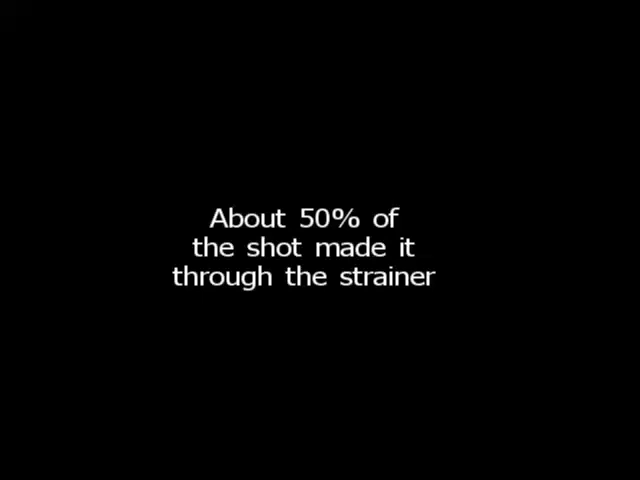 About 50% of
the shot made it
through the strainer